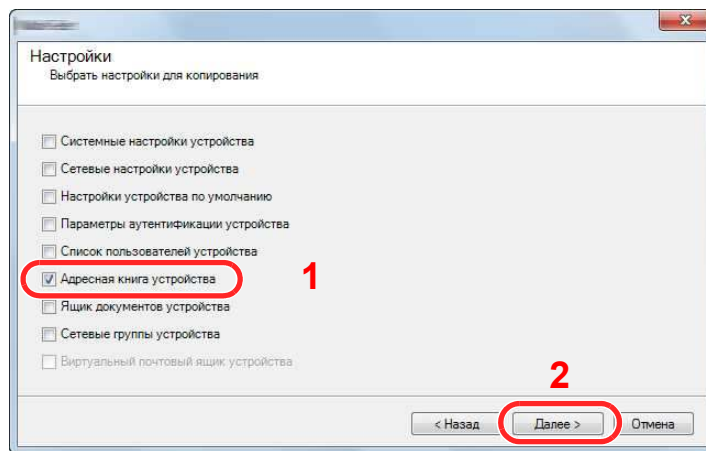 Настройки
Выбрать настройки для копирования
Системные настройки устройства
Сетевые настройки устройства
Настройки устройства по умолчанию
Параметры аутентификации устройства
Список пользователей устройства
Адресная книга устройства 1
Ящик документов устройства
Сетевые группы устройства
Виртуальный почтовый ящик устройства
2
< Назад Далее > Отмена